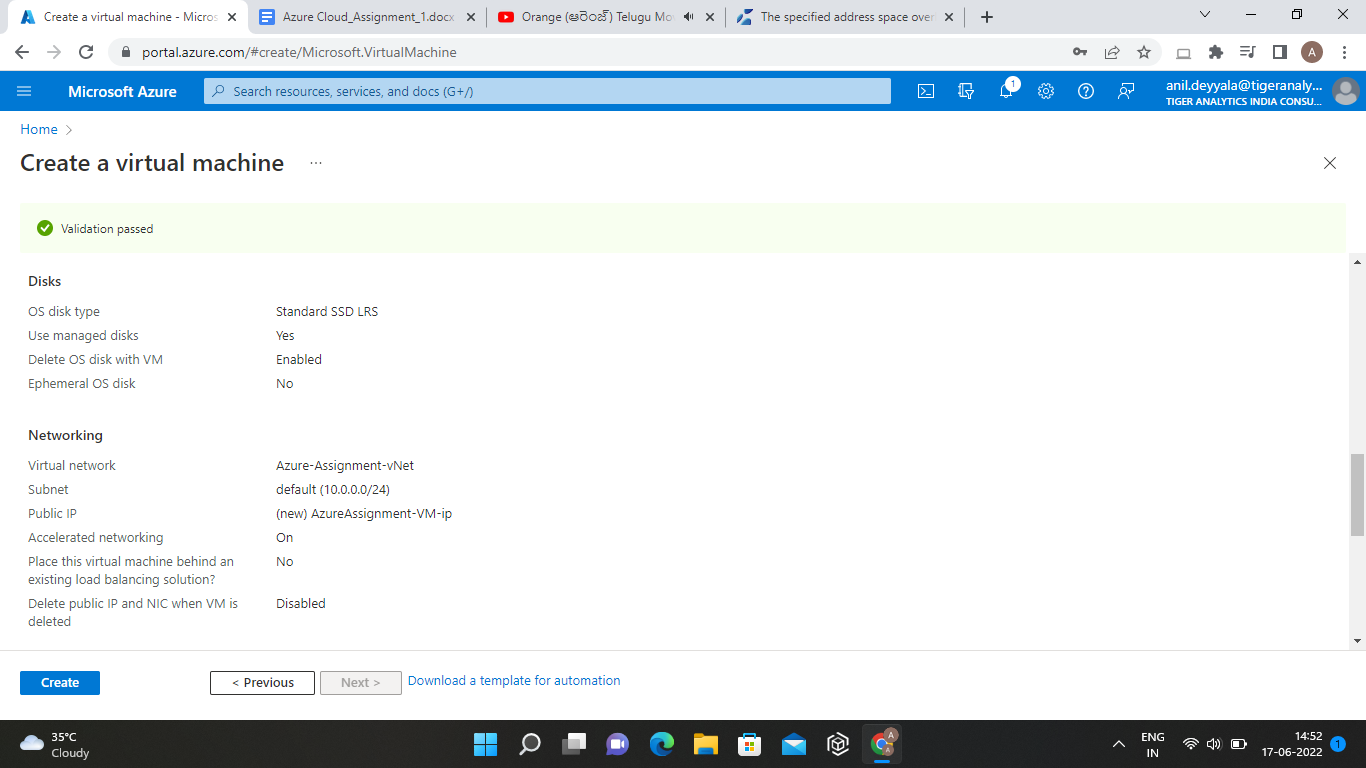 Create a virtual machine - Micros
Azure Cloud_Assignment_1.docx
Orange (ఆరెంజ్) Telugu Mo
The specified address space over
portal.azure.com/#create/Microsoft.VirtualMachine
A
Microsoft Azure
Search resources, services, and docs (G+/)
1
anil.deyyala@tigeranaly...
TIGER ANALYTICS INDIA CONSU...
Home >
Create a virtual machine ...
Validation passed
Disks
OS disk type Standard SSD LRS
Use managed disks Yes
Delete OS disk with VM Enabled
Ephemeral OS disk No
Networking
Virtual network Azure-Assignment-vNet
Subnet default (10.0.0.0/24)
Public IP (new) AzureAssignment-VM-ip
Accelerated networking On
Place this virtual machine behind an No
existing load balancing solution?
Delete public IP and NIC when VM is Disabled
deleted
Create < Previous Next > Download a template for automation
35°C
Cloudy
A
A
ENG
IN
14:52
17-06-2022
1